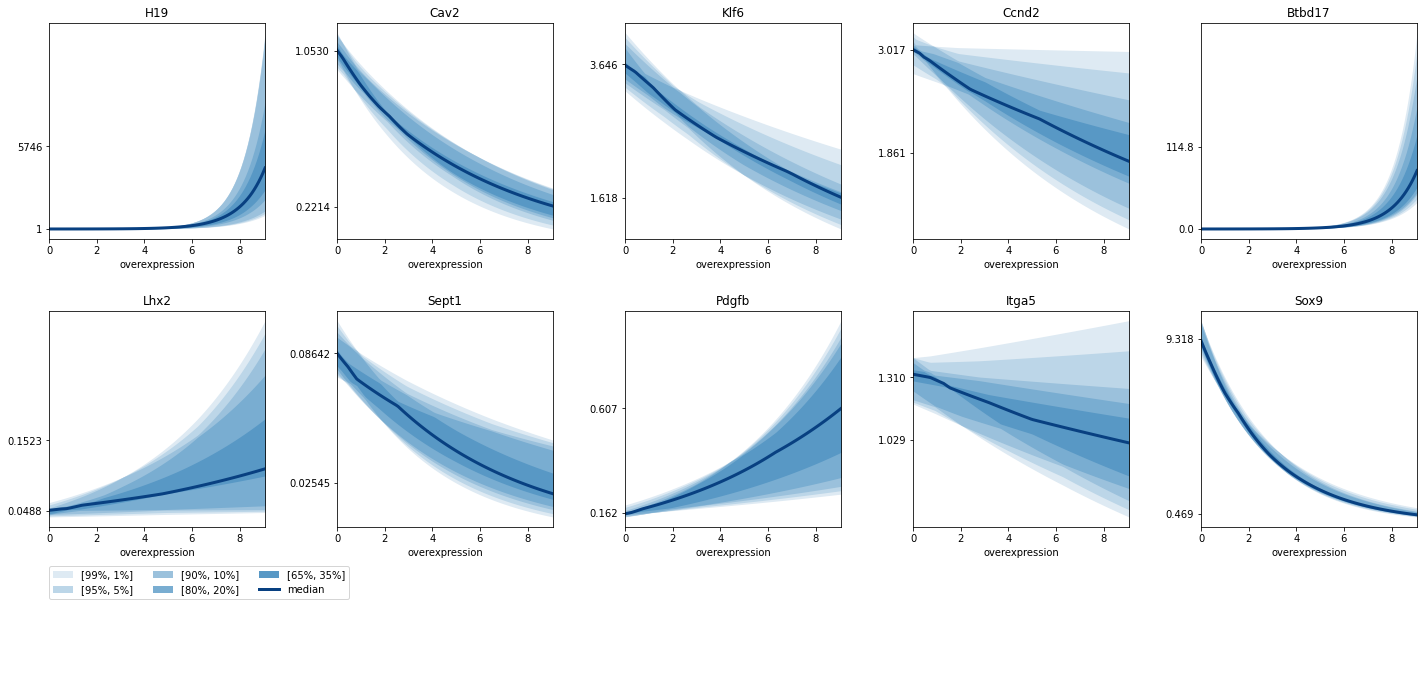 H19 Cav2 Klf6 Ccnd2 Btbd17
5746
1
0 2 4 6 8
overexpression
1.0530
0.2214
0 2 4 6 8
overexpression
3.646
1.618
0 2 4 6 8
overexpression
3.017
1.861
0 2 4 6 8
overexpression
114.8
0.0
0 2 4 6 8
overexpression
Lhx2 Sept1 Pdgfb Itga5 Sox9
0.1523
0.0488
0 2 4 6 8
overexpression
0.08642
0.02545
0 2 4 6 8
overexpression
0.607
0.162
0 2 4 6 8
overexpression
1.310
1.029
0 2 4 6 8
overexpression
9.318
0.469
0 2 4 6 8
overexpression
[99%, 1%] [90%, 10%] [65%, 35%]
[95%, 5%] [80%, 20%] median